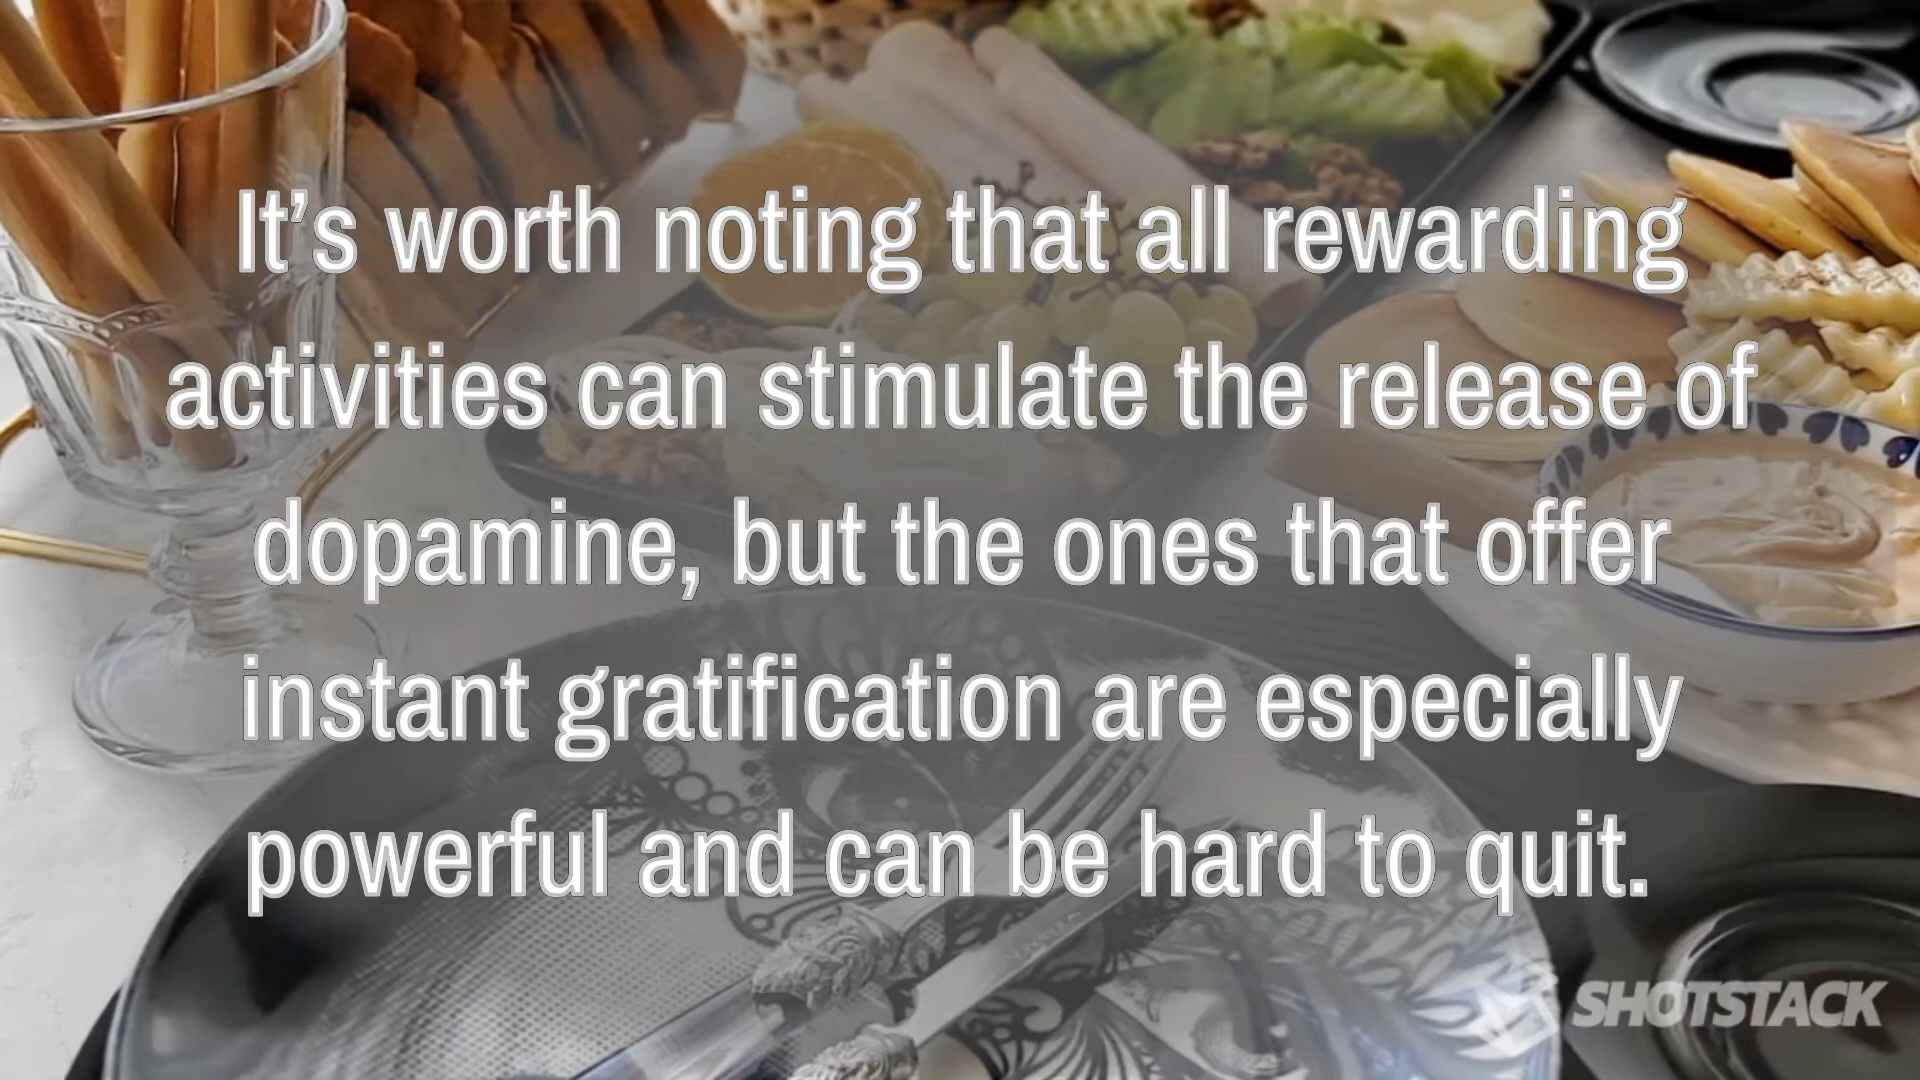 It’s worth noting that all rewarding
activities can stimulate the release of
dopamine, but the ones that offer
instant gratification are especially
powerful and can be hard to quit.
SHOTSTACK